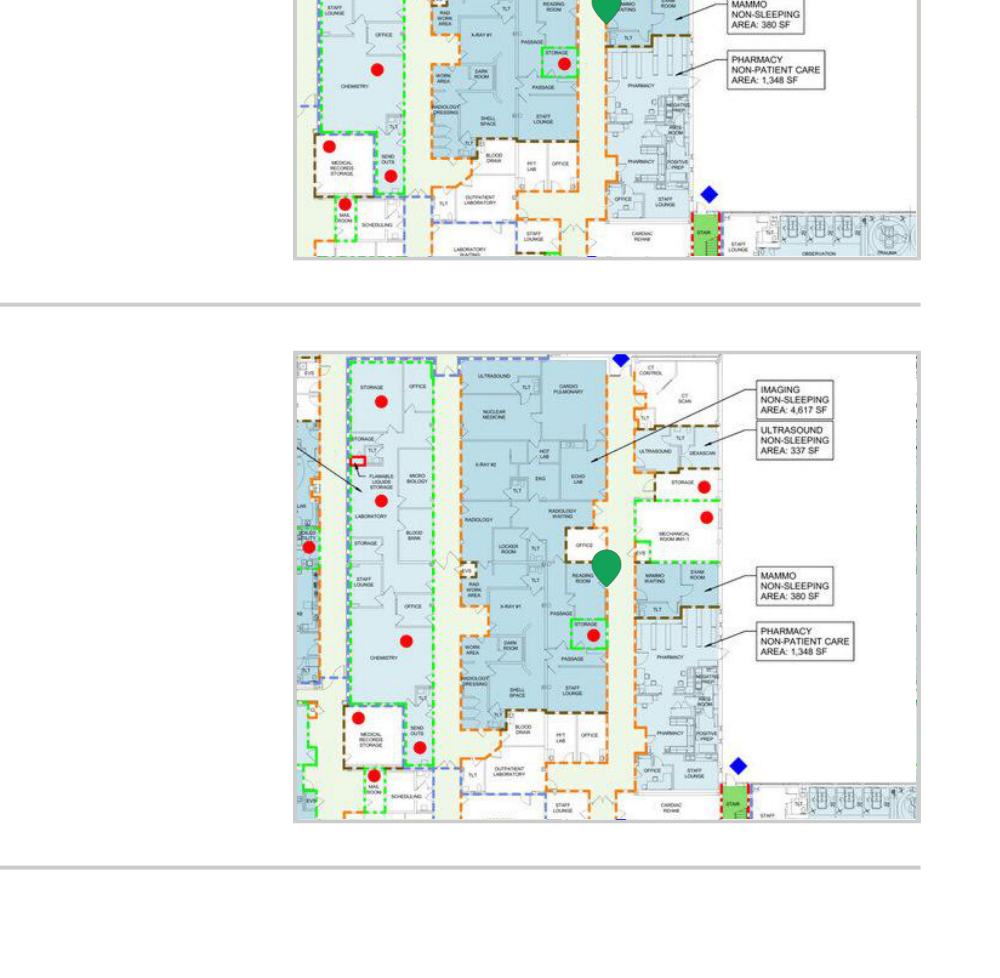 STAFF
LOUNGE
OFFICE
CHEMISTRY
TLT
SEND
OUTS
MEDICAL
RECORDS
STORAGE
MAIL
ROOM
SCHEDULING
RAD
WORK
AREA
TLT
X-RAY #1
READING
ROOM
PASSAGE
STORAGE
WORK
AREA
DARK
ROOM
PASSAGE
RADIOLOGY
DRESSING
SHELL
SPACE
STAFF
LOUNGE
TLT
BLOOD
DRAW
LAB
OFFICE
TLT
OUTPATIENT
LABORATORY
LABORATORY
WAITING
STAFF
LOUNGE
MAMMO
WAITING
ROOM
TLT
PHARMACY
PHARMACY
POSITIVE
PREP
OFFICE
STAFF
LOUNGE
CARDIAC
REHAB
STAIR
STAFF
LOUNGE
TLT
OBSERVATION
TRAUMA
MAMMO
NON-SLEEPING
AREA: 380 SF
PHARMACY
NON-PATIENT CARE
AREA: 1,348 SF
EVS
STORAGE
OFFICE
STORAGE
TLT
FLAMABLE
LIQUIDS
STORAGE
MICRO
BIOLOGY
LABORATORY
BLOOD
BANK
STORAGE
STAFF
LOUNGE
OFFICE
CHEMISTRY
TLT
SEND
OUTS
MEDICAL
RECORDS
STORAGE
MAIL
ROOM
SCHEDULING
EVS
TLT
ULTRASOUND
TLT
CARDIO
PULMONARY
NUCLEAR
MEDICINE
X-RAY #2
HOT
LAB
EKG
ECHO
LAB
TLT
RADIOLOGY
RADIOLOGY
WAITING
LOCKER
ROOM
TLT
OFFICE
EVS
RAD
WORK
AREA
TLT
READING
ROOM
X-RAY #1
PASSAGE
STORAGE
WORK
AREA
DARK
ROOM
PASSAGE
RADIOLOGY
DRESSING
SHELL
SPACE
STAFF
LOUNGE
TLT
BLOOD
DRAW
LAB
OFFICE
TLT
OUTPATIENT
LABORATORY
STAFF
LOUNGE
CT
CONTROL
CT
SCAN
TLT
TLT
ULTRASOUND
DEXASCAN
STORAGE
MECHANICAL
ROOM
EVS
MAMMO
WAITING
EXAM
ROOM
TLT
PHARMACY
PHARMACY
POSITIVE
PREP
OFFICE
STAFF
LOUNGE
CARDIAC
REHAB
STAIR
STAFF
TLT
IMAGING
NON-SLEEPING
AREA: 4,617 SF
ULTRASOUND
NON-SLEEPING
AREA: 337 SF
MAMMO
NON-SLEEPING
AREA: 380 SF
PHARMACY
NON-PATIENT CARE
AREA: 1,348 SF